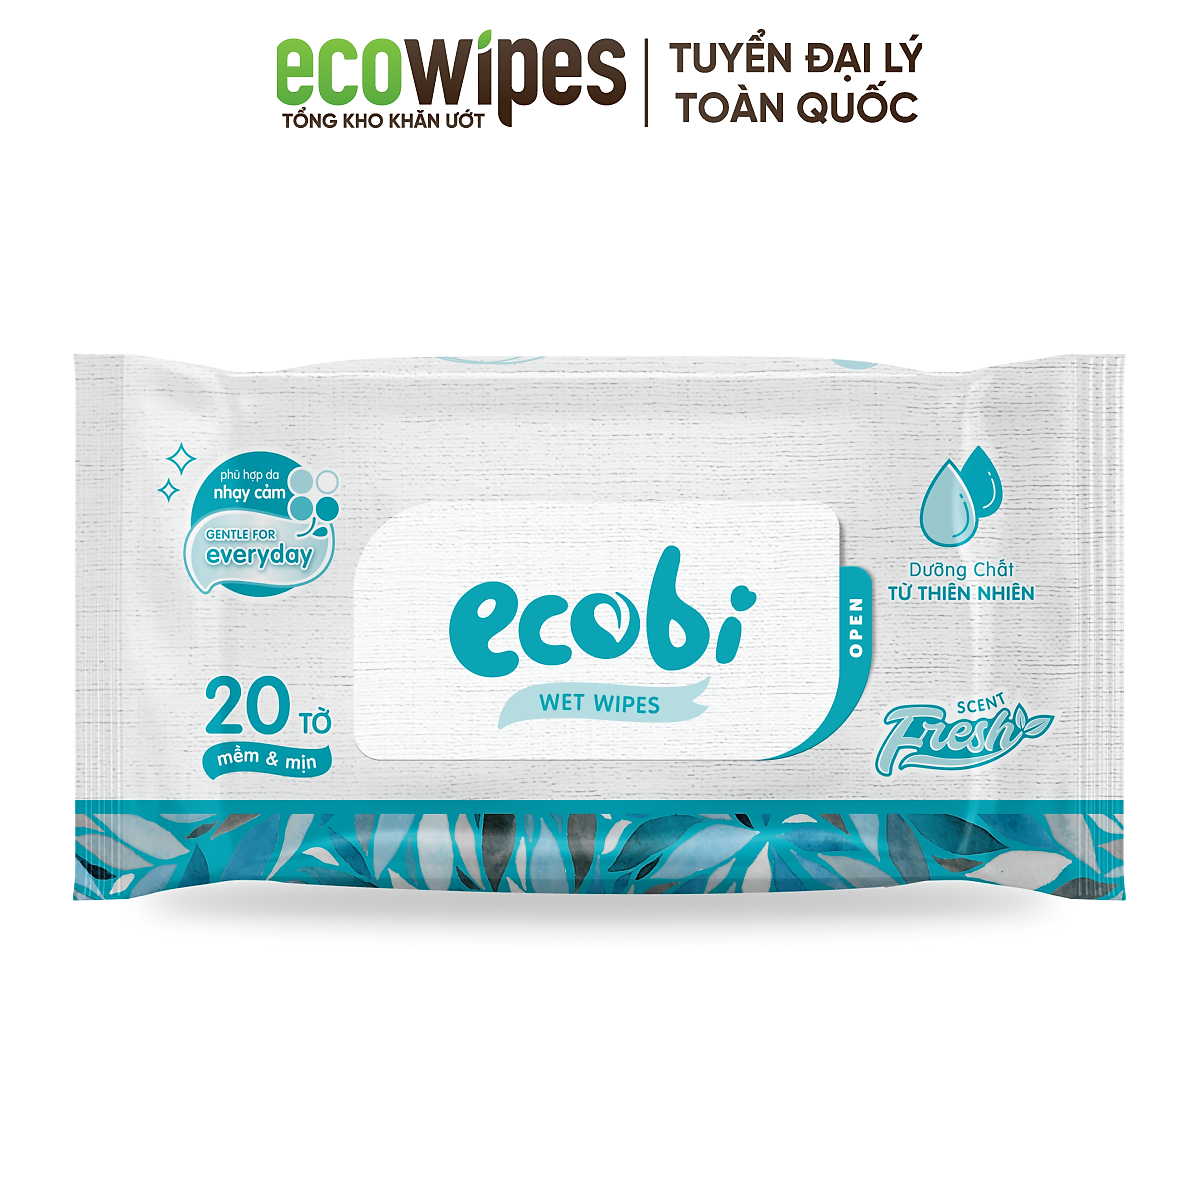 ecowipes
TỔNG KHO KHĂN ƯỚT
TUYỂN ĐẠI LÝ
TOÀN QUỐC
phù hợp da
nhạy cảm
GENTLE FOR
everyday
Dưỡng Chất
TỪ THIÊN NHIÊN
ecobi
WET WIPES
OPEN
20 TỜ
mềm & mịn
SCENT
Fresh